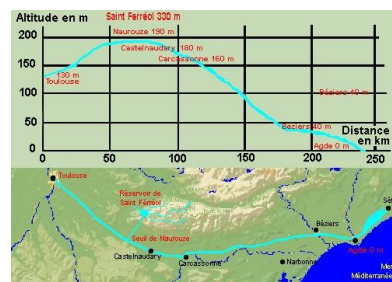 Altitude en m
Saint Ferréol 330 m
200
Naurouze 190 m
Castelnaudary 180 m
Carcassonne 160 m
150
130 m
Toulouse
100
Béziers 40 m
50
Béziers 40 m
Distance
en km
Agde 0 m
0
0
50
100
150
200
250
Toulouse
Réservoir de
Saint Ferréol
Seuil de Naurouze
Castelnaudary
Carcassonne
Béziers
Narbonne
Agde 0 m
Méditerranée